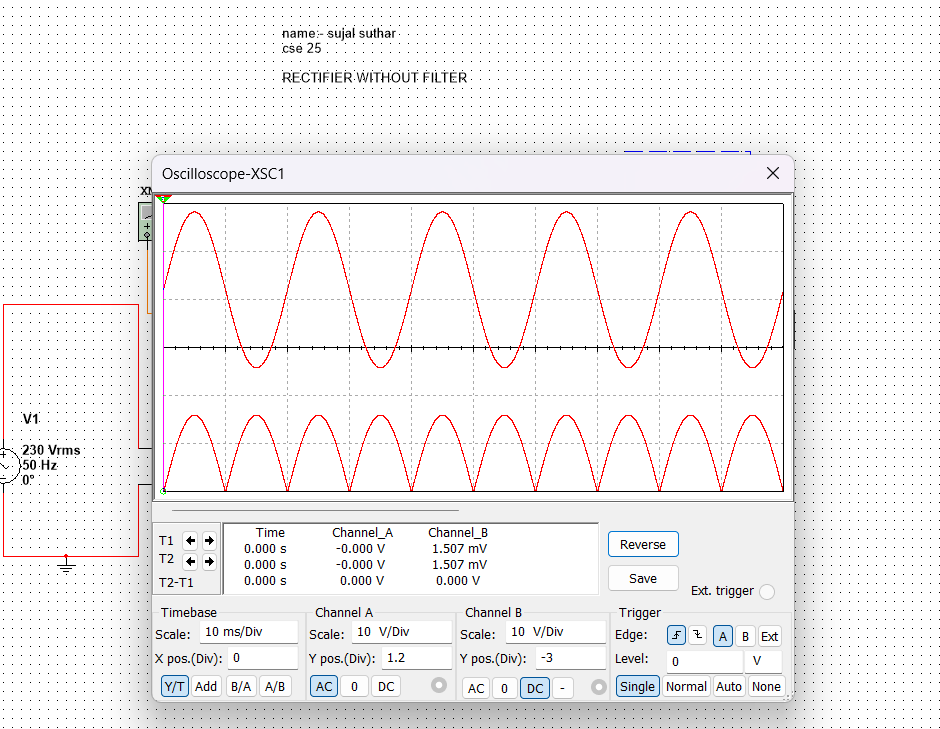 name:- sujal suthar
cse 25
RECTIFIER WITHOUT FILTER
Oscilloscope-XSC1
V1
230 Vrms
50 Hz
0°
Time Channel_A Channel_B
T1 0.000 s -0.000 V 1.507 mV
T2 0.000 s -0.000 V 1.507 mV
T2-T1 0.000 s 0.000 V 0.000 V
Reverse
Save
Ext. trigger
Timebase
Scale: 10 ms/Div
X pos.(Div): 0
Y/T Add B/A A/B
Channel A
Scale: 10 V/Div
Y pos.(Div): 1.2
AC 0 DC
Channel B
Scale: 10 V/Div
Y pos.(Div): -3
AC 0 DC -
Trigger
Edge: A B Ext
Level: 0 V
Single Normal Auto None